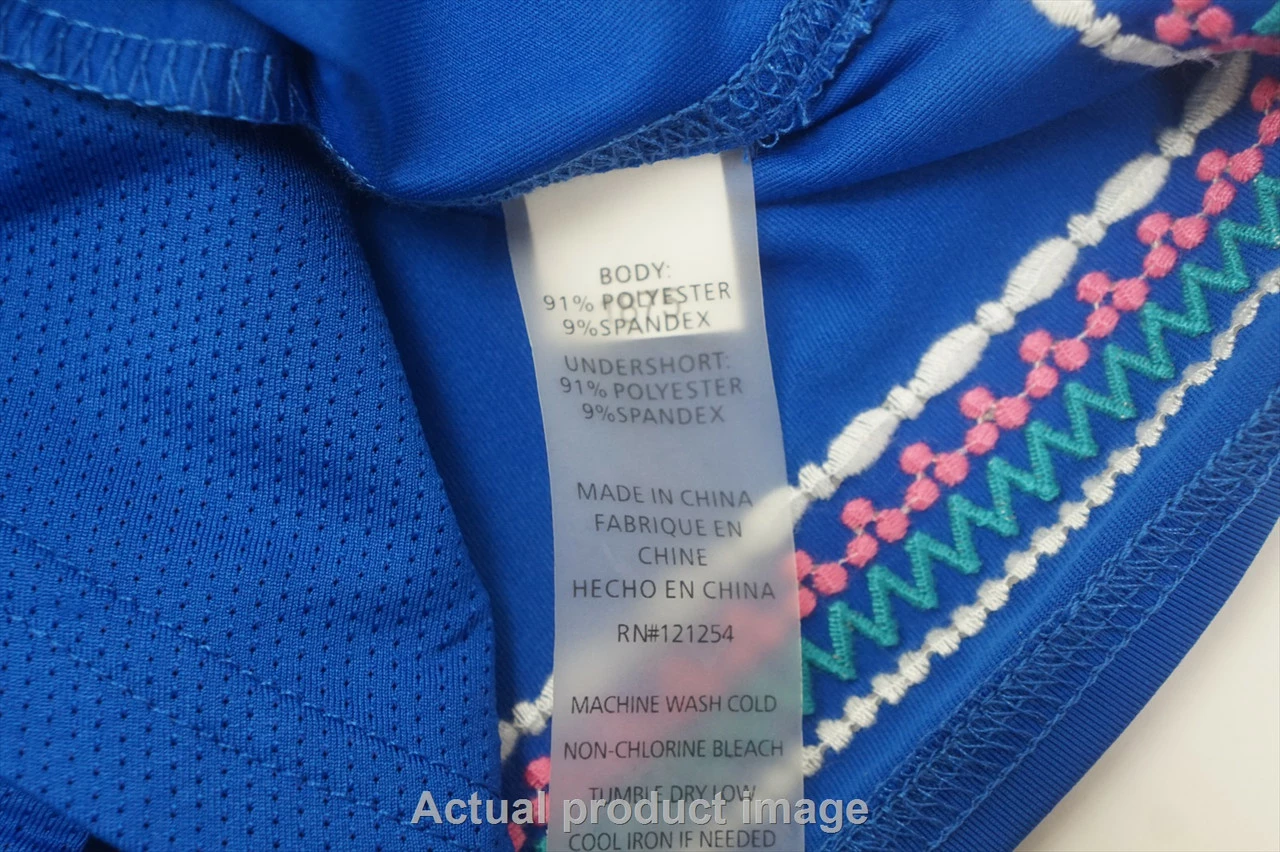 BODY:
91% POLYESTER
9%SPANDEX
UNDERSHORT:
91% POLYESTER
9%SPANDEX
MADE IN CHINA
FABRIQUE EN
CHINE
HECHO EN CHINA
RN#121254
MACHINE WASH COLD
NON-CHLORINE BLEACH
TUMBLE DRY LOW
COOL IRON IF NEEDED
Actual product image